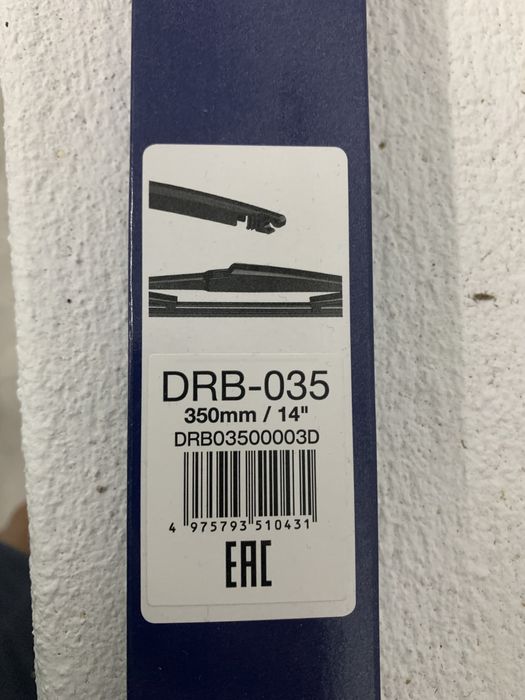 DRB-035
350mm / 14"
DRB03500003D
4 975793 510431
EAC